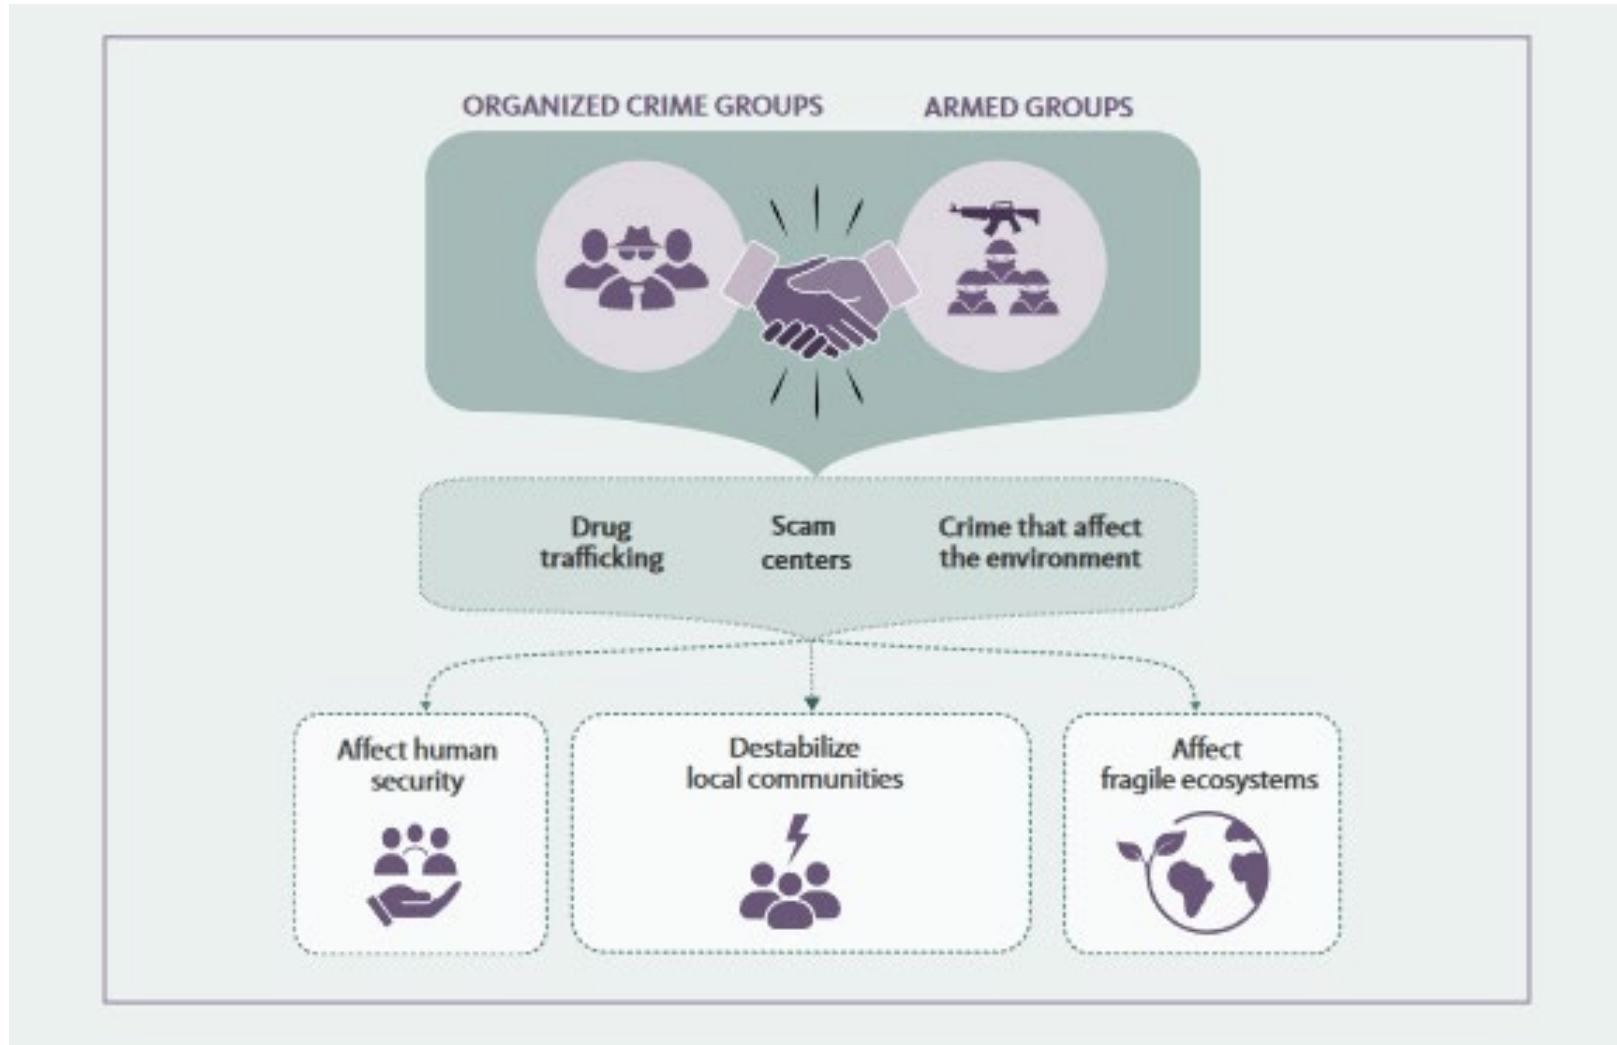 ORGANIZED CRIME GROUPS
ARMED GROUPS
Drug
trafficking
Scam
centers
Crime that affect
the environment
Affect human
security
Destabilize
local communities
Affect
fragile ecosystems